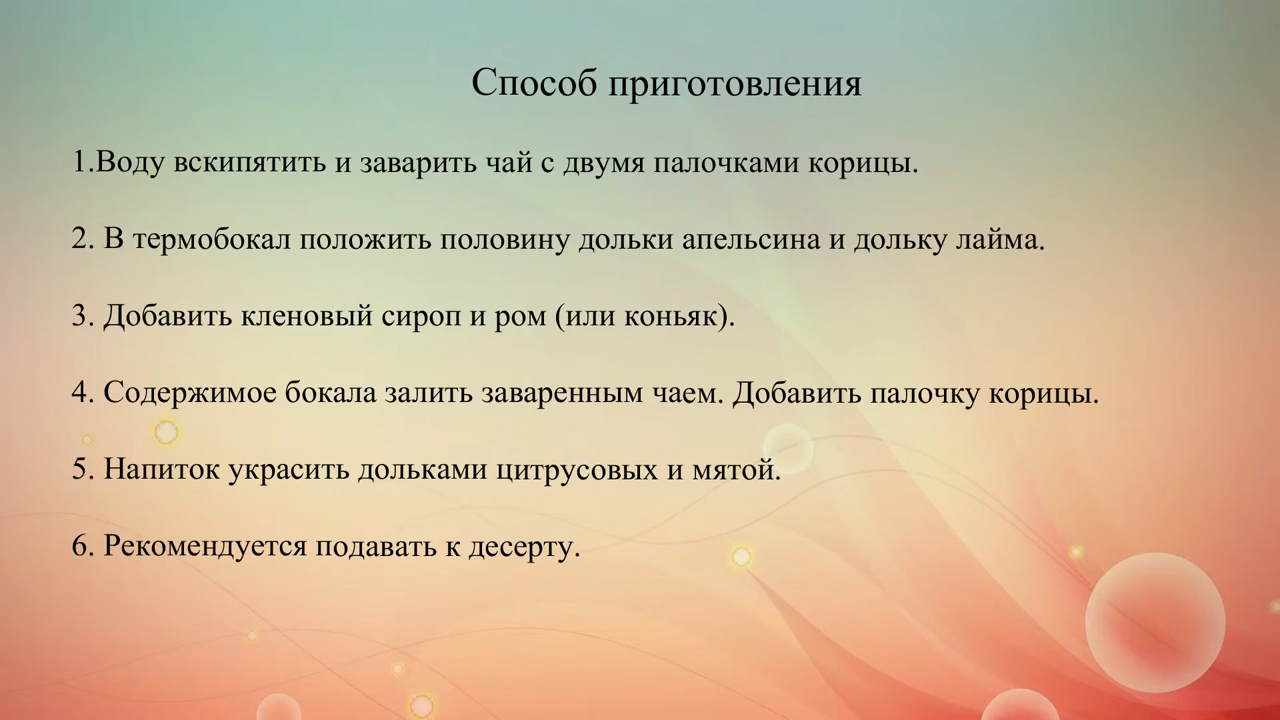 Способ приготовления
1.Воду вскипятить и заварить чай с двумя палочками корицы.
2. В термобокал положить половину дольки апельсина и дольку лайма.
3. Добавить кленовый сироп и ром (или коньяк).
4. Содержимое бокала залить заваренным чаем. Добавить палочку корицы.
5. Напиток украсить дольками цитрусовых и мятой.
6. Рекомендуется подавать к десерту.